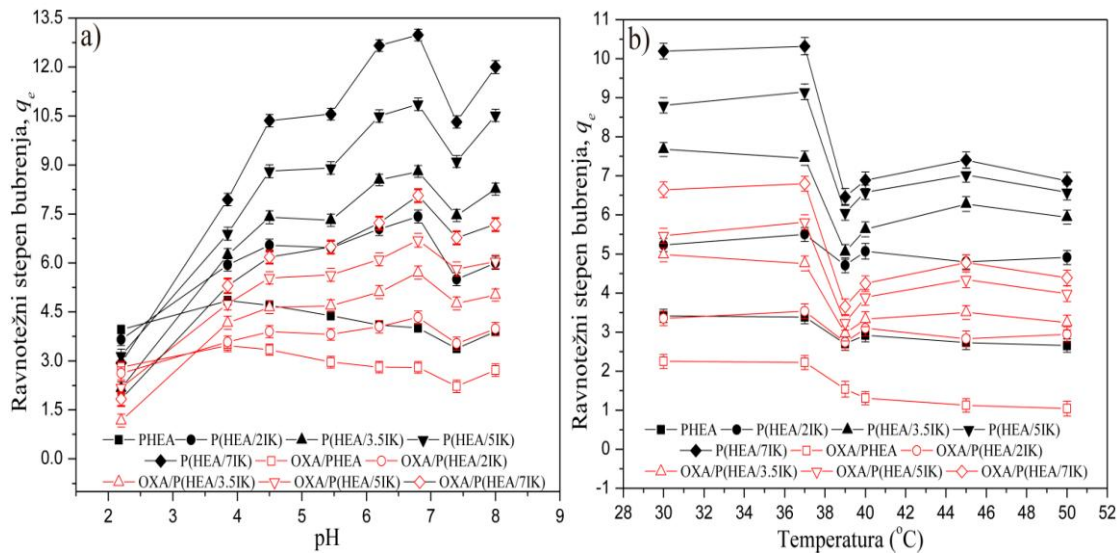 a)
Ravnotežni stepen bubrenja, qₑ
13.5
12.0
10.5
9.0
7.5
6.0
4.5
3.0
1.5
0.0
PHEA P(HEA/2IK) P(HEA/3.5IK) P(HEA/5IK)
P(HEA/7IK) OXA/PHEA OXA/P(HEA/2IK)
OXA/P(HEA/3.5IK) OXA/P(HEA/5IK) OXA/P(HEA/7IK)
2 3 4 5 6 7 8 9
pH
b)
Ravnotežni stepen bubrenja, qₑ
11
10
9
8
7
6
5
4
3
2
1
0
-1
PHEA P(HEA/2IK) P(HEA/3.5IK) P(HEA/5IK)
P(HEA/7IK) OXA/PHEA OXA/P(HEA/2IK)
OXA/P(HEA/3.5IK) OXA/P(HEA/5IK) OXA/P(HEA/7IK)
28 30 32 34 36 38 40 42 44 46 48 50 52
Temperatura (°C)